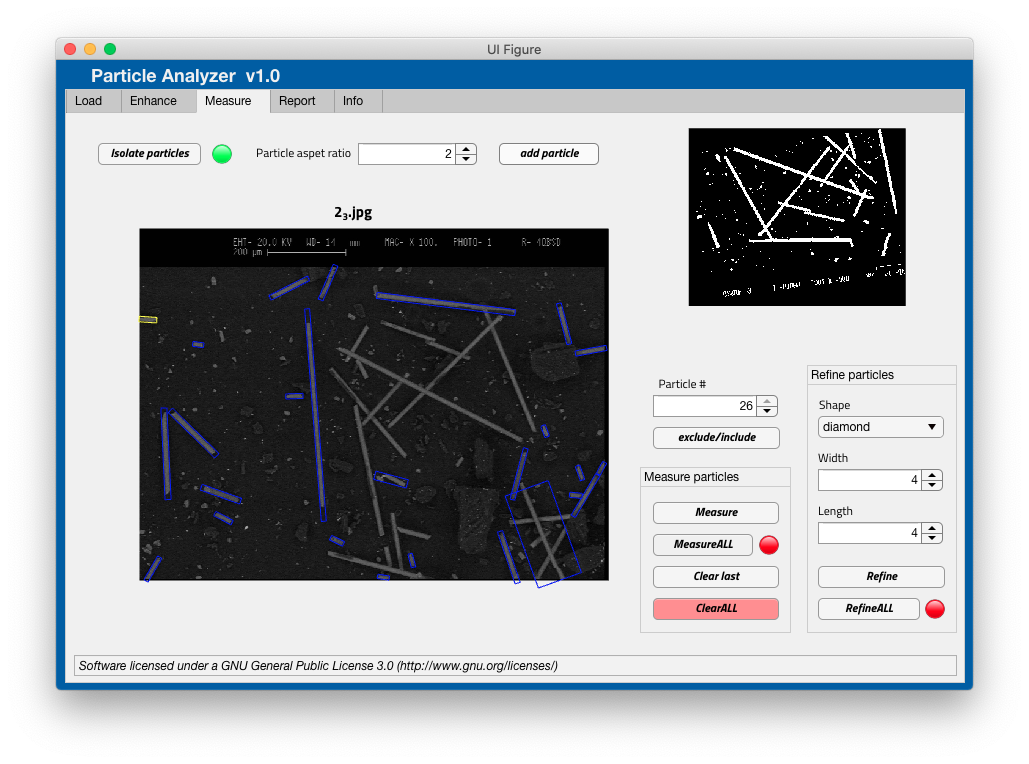 UI Figure
Particle Analyzer v1.0
Load Enhance Measure Report Info
Isolate particles
Particle aspet ratio
2
add particle
2₃.jpg
EHT- 20.0 KV WD- 14 mm MAG- X 100. PHOTO- 1
200 µm
Particle #
26
exclude/include
Measure particles
Measure
MeasureALL
Clear last
ClearALL
Refine particles
Shape
diamond
Width
4
Length
4
Refine
RefineALL
Software licensed under a GNU General Public License 3.0 (http://www.gnu.org/licenses/)